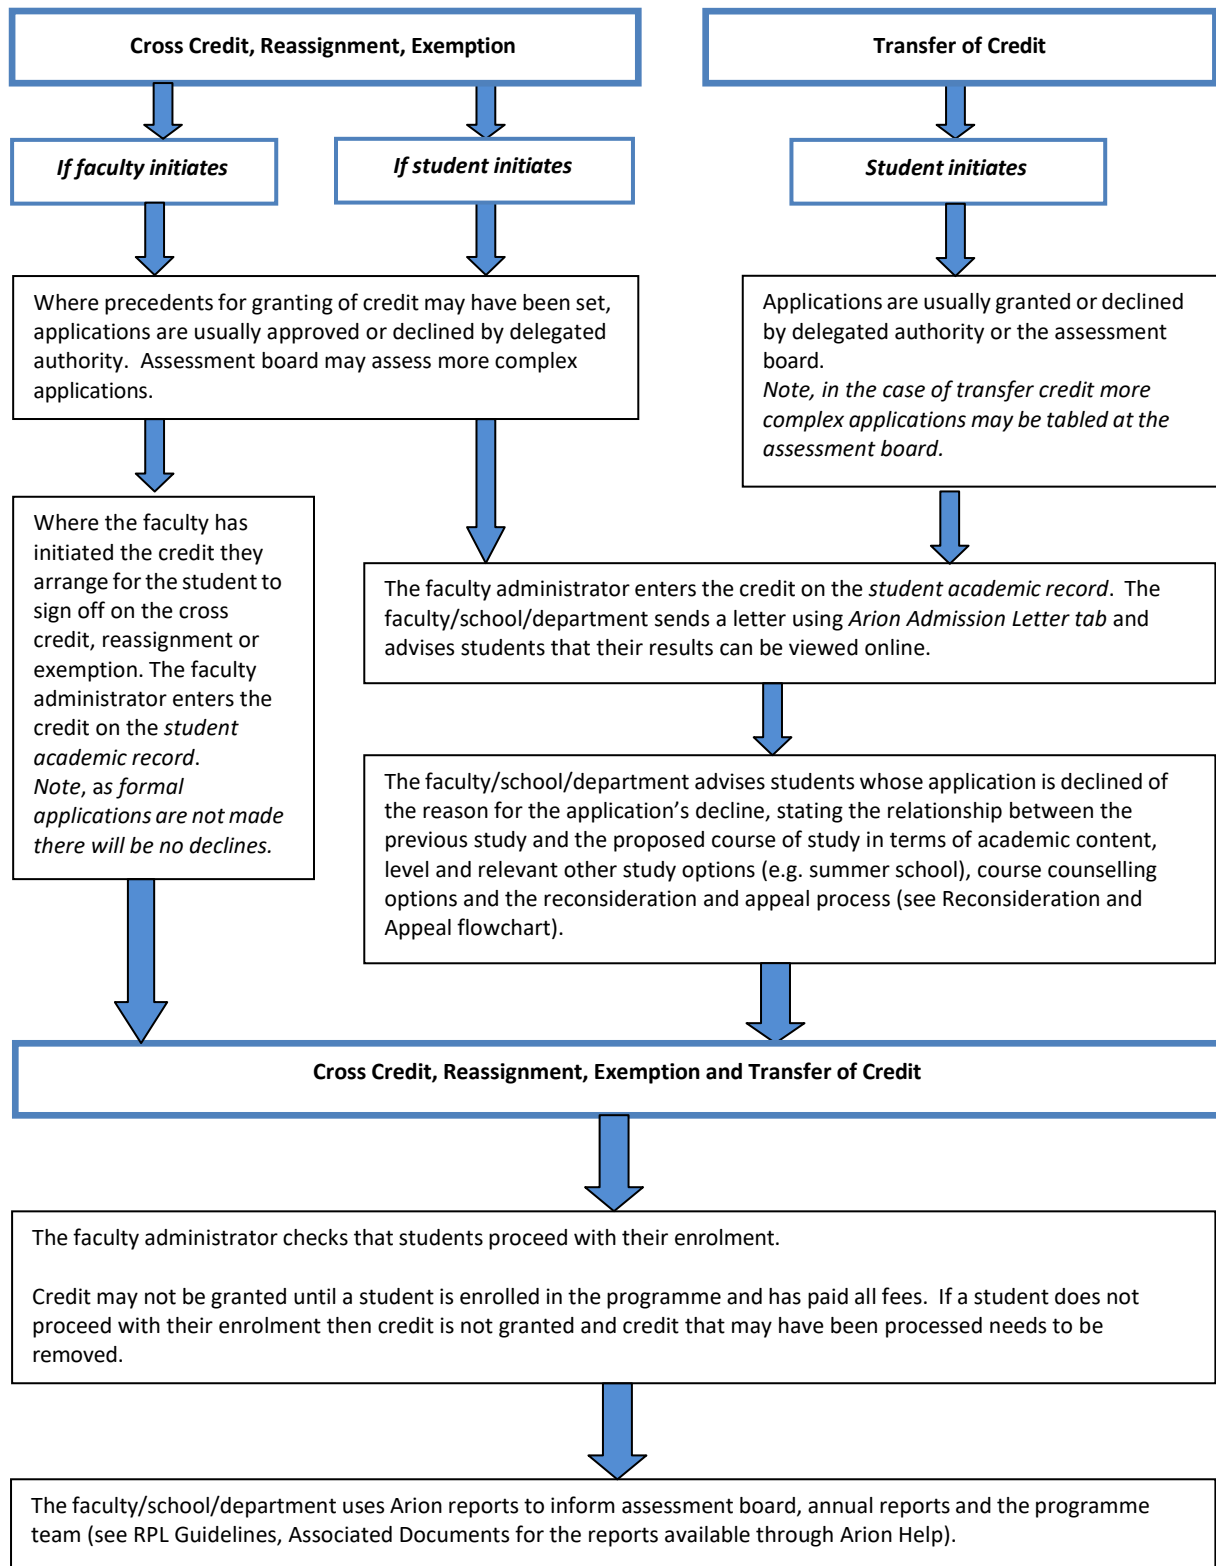 Cross Credit, Reassignment, Exemption
Transfer of Credit
If faculty initiates
If student initiates
Student initiates
Where precedents for granting of credit may have been set,
applications are usually approved or declined by delegated
authority.  Assessment board may assess more complex
applications.
Applications are usually granted or declined
by delegated authority or the assessment
board.
Note, in the case of transfer credit more
complex applications may be tabled at the
assessment board.
Where the faculty has
initiated the credit they
arrange for the student to
sign off on the cross
credit, reassignment or
exemption. The faculty
administrator enters the
credit on the student
academic record.
Note, as formal
applications are not made
there will be no declines.
The faculty administrator enters the credit on the student academic record.  The
faculty/school/department sends a letter using Arion Admission Letter tab and
advises students that their results can be viewed online.
The faculty/school/department advises students whose application is declined of
the reason for the application’s decline, stating the relationship between the
previous study and the proposed course of study in terms of academic content,
level and relevant other study options (e.g. summer school), course counselling
options and the reconsideration and appeal process (see Reconsideration and
Appeal flowchart).
Cross Credit, Reassignment, Exemption and Transfer of Credit
The faculty administrator checks that students proceed with their enrolment.
Credit may not be granted until a student is enrolled in the programme and has paid all fees.  If a student does not
proceed with their enrolment then credit is not granted and credit that may have been processed needs to be
removed.
The faculty/school/department uses Arion reports to inform assessment board, annual reports and the programme
team (see RPL Guidelines, Associated Documents for the reports available through Arion Help).